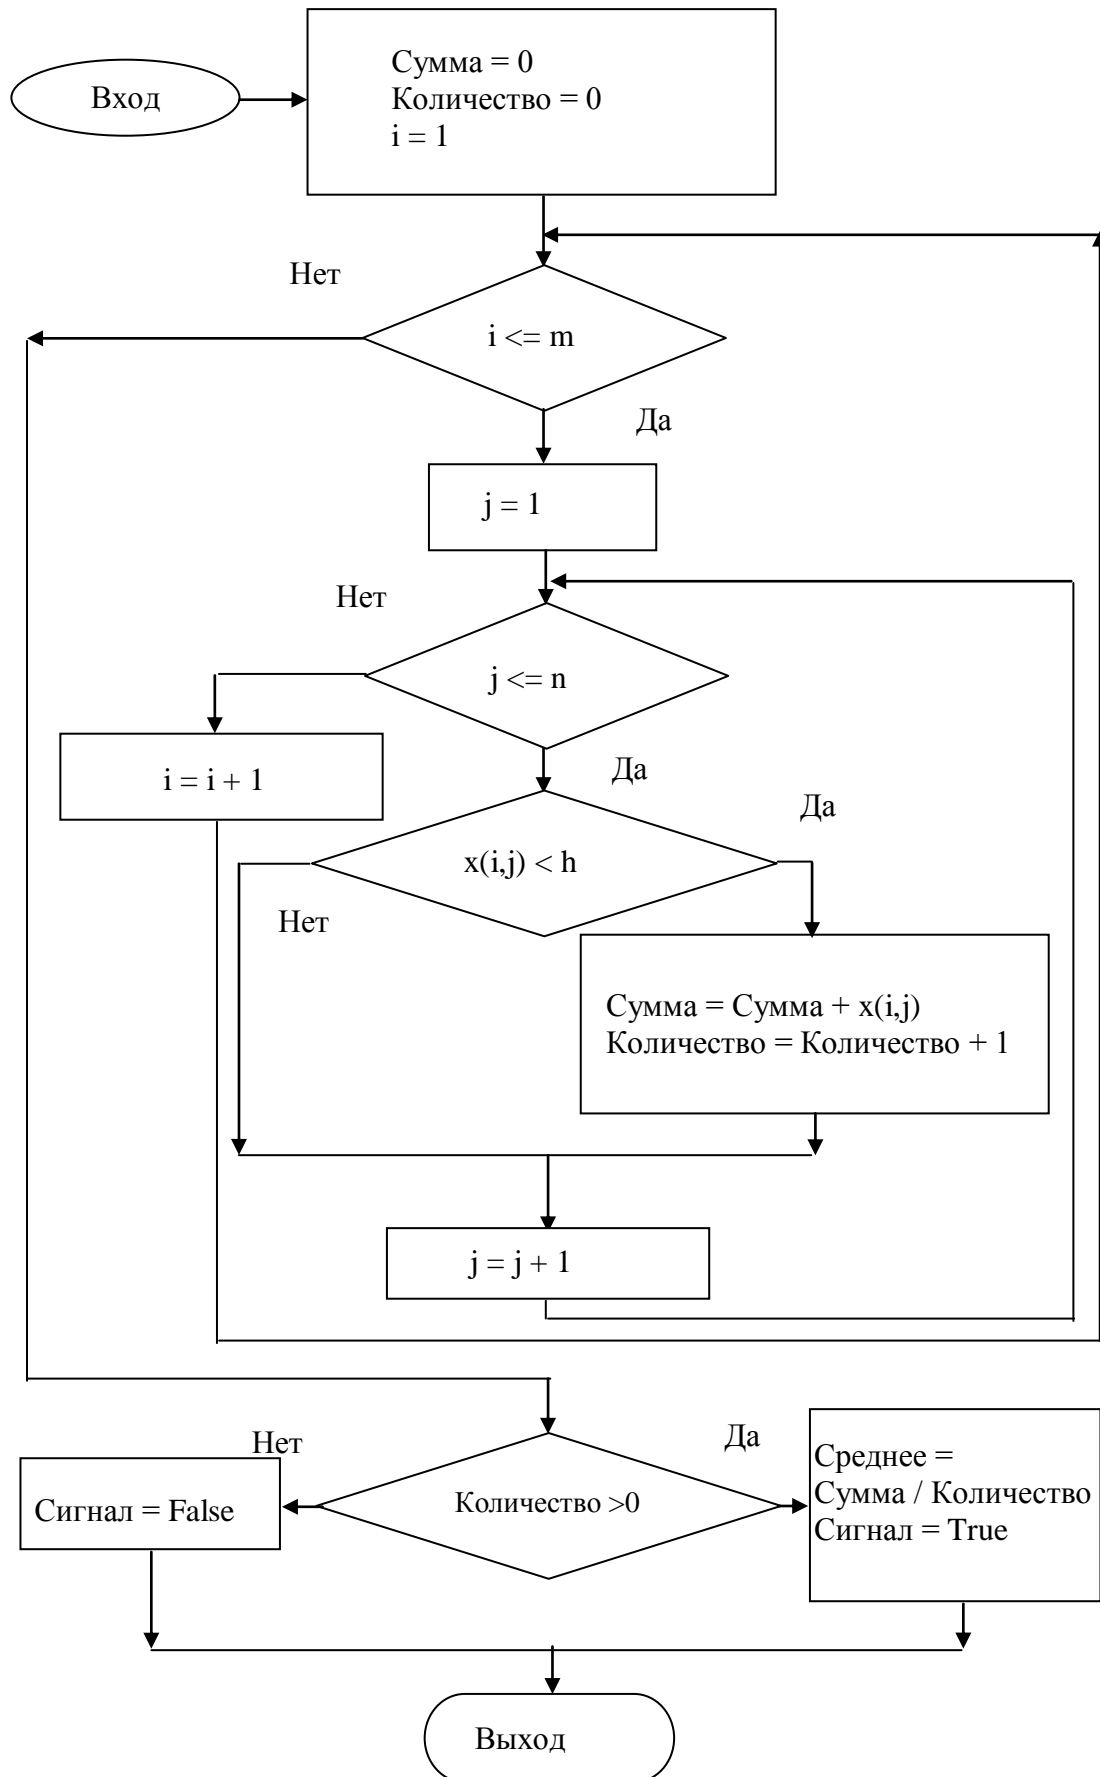 Вход
Сумма = 0
Количество = 0
i = 1
Нет
i <= m
Да
j = 1
Нет
j <= n
Да
i = i + 1
Да
x(i,j) < h
Нет
Сумма = Сумма + x(i,j)
Количество = Количество + 1
j = j + 1
Нет
Да
Сигнал = False
Количество >0
Среднее =
Сумма / Количество
Сигнал = True
Выход